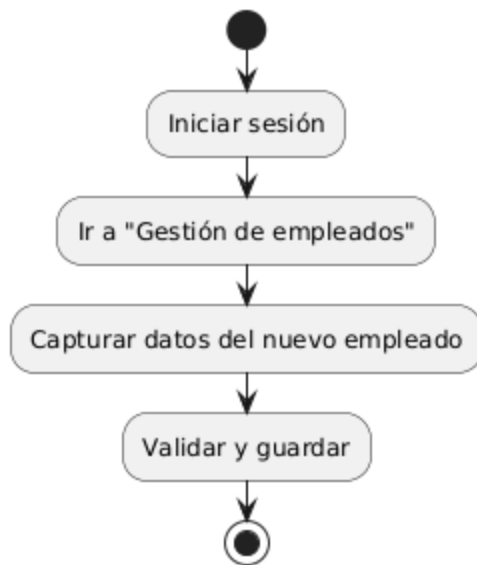 Iniciar sesión
Ir a "Gestión de empleados"
Capturar datos del nuevo empleado
Validar y guardar